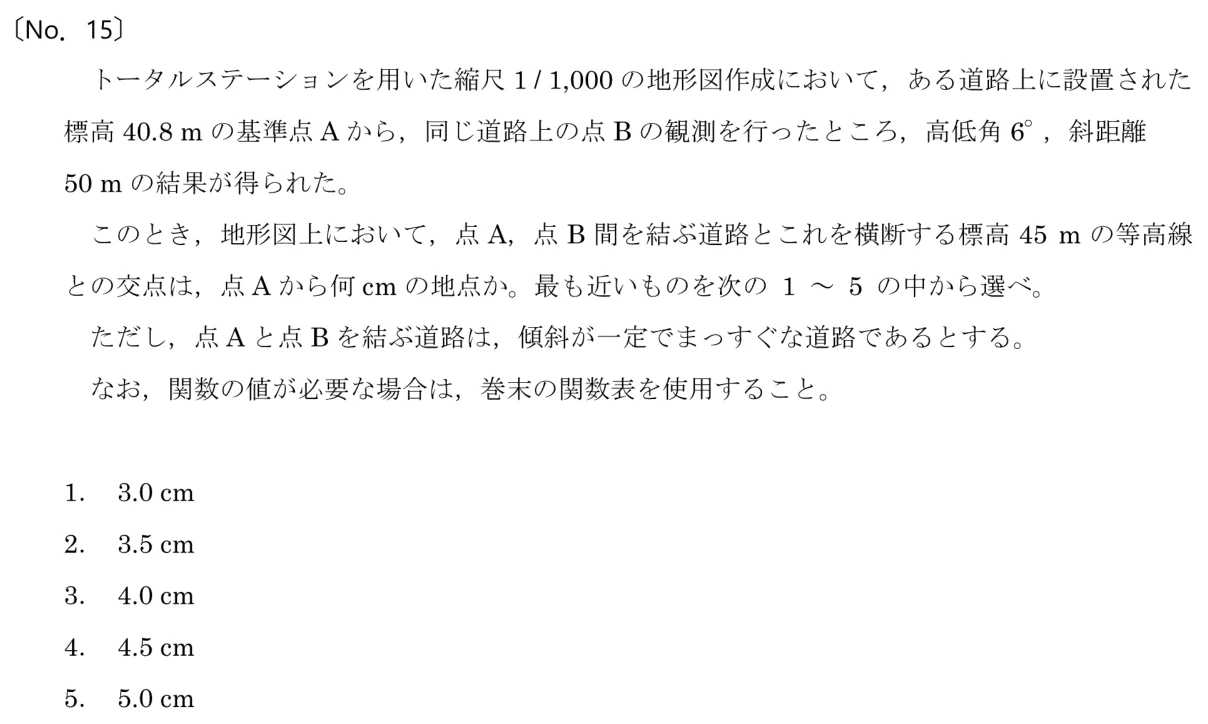 〔No. 15〕
トータルステーションを用いた縮尺 1 / 1,000 の地形図作成において，ある道路上に設置された
標高 40.8 m の基準点 A から，同じ道路上の点 B の観測を行ったところ，高低角 6°，斜距離
50 m の結果が得られた。
このとき，地形図上において，点 A，点 B 間を結ぶ道路とこれを横断する標高 45 m の等高線
との交点は，点 A から何 cm の地点か。最も近いものを次の 1 ～ 5 の中から選べ。
ただし，点 A と点 B を結ぶ道路は，傾斜が一定でまっすぐな道路であるとする。
なお，関数の値が必要な場合は，巻末の関数表を使用すること。
1. 3.0 cm
2. 3.5 cm
3. 4.0 cm
4. 4.5 cm
5. 5.0 cm